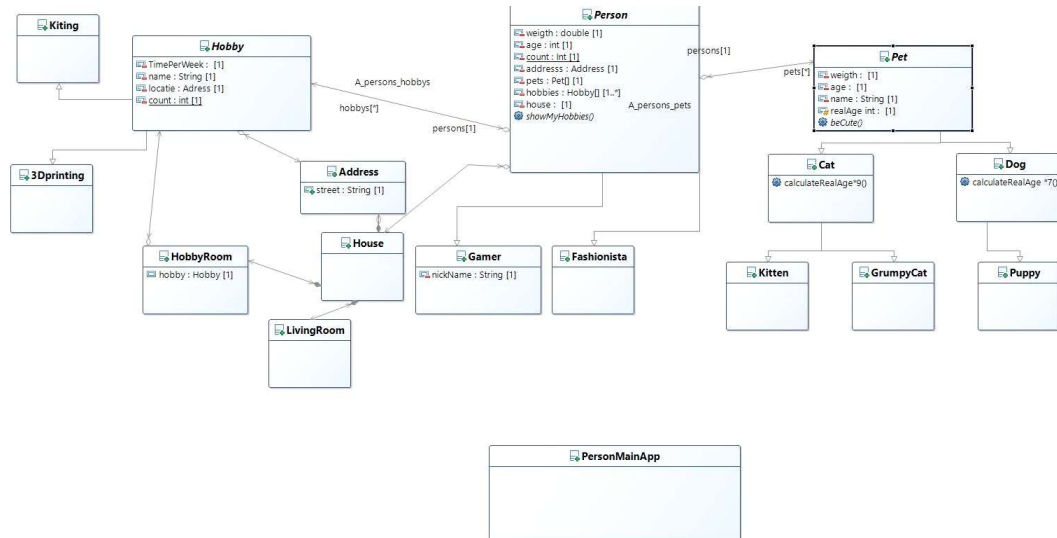 Kiting
Hobby
TimePerWeek : [1]
name : String [1]
locatie : Adress [1]
count : int [1]
Person
weigth : double [1]
age : int [1]
count : Int [1]
addresss : Address [1]
pets : Pet[] [1]
hobbies : Hobby[] [1..*]
house : [1]
showMyHobbies()
persons[1]
pets[*]
A_persons_pets
Pet
weigth : [1]
age : [1]
name : String [1]
realAge int : [1]
beCute()
A_persons_hobbys
hobbys[*]
persons[1]
3Dprinting
Address
street : String [1]
Cat
calculateRealAge*9()
Dog
calculateRealAge *7()
HobbyRoom
hobby : Hobby [1]
House
Gamer
nickName : String [1]
Fashionista
Kitten
GrumpyCat
Puppy
LivingRoom
PersonMainApp